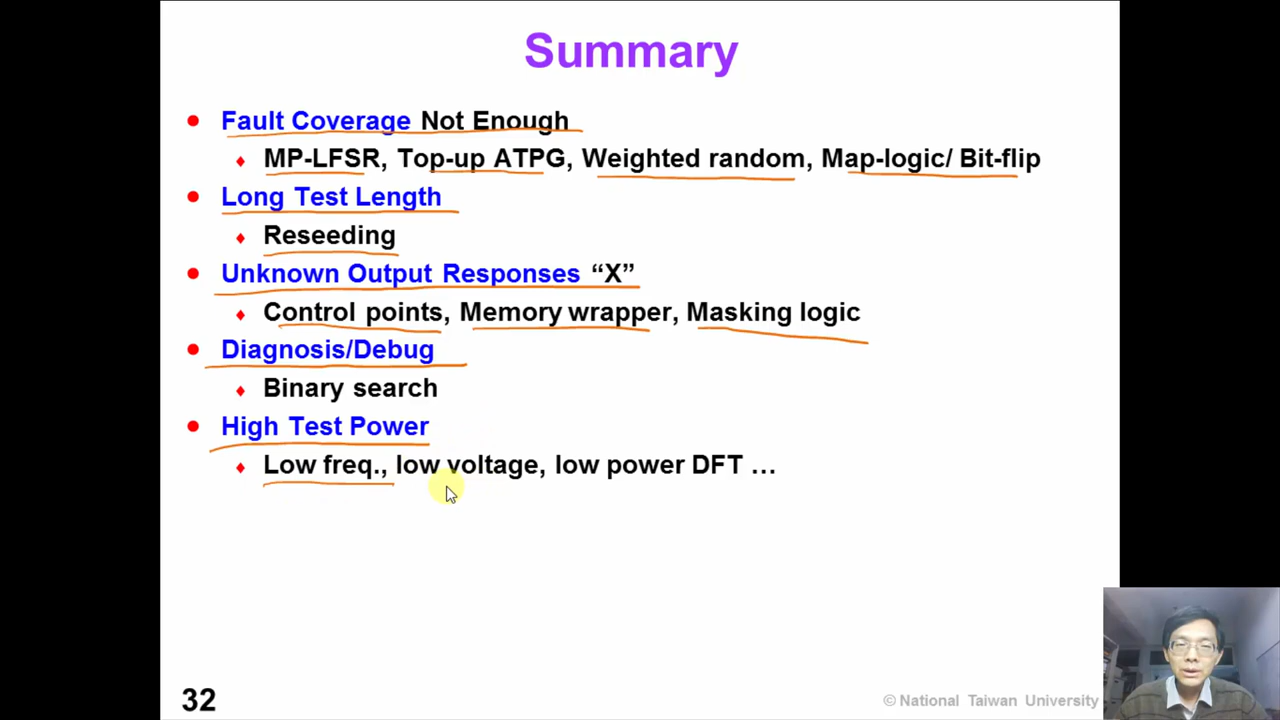 Summary
Fault Coverage Not Enough
MP-LFSR, Top-up ATPG, Weighted random, Map-logic/ Bit-flip
Long Test Length
Reseeding
Unknown Output Responses “X”
Control points, Memory wrapper, Masking logic
Diagnosis/Debug
Binary search
High Test Power
Low freq., low voltage, low power DFT …
32
© National Taiwan University